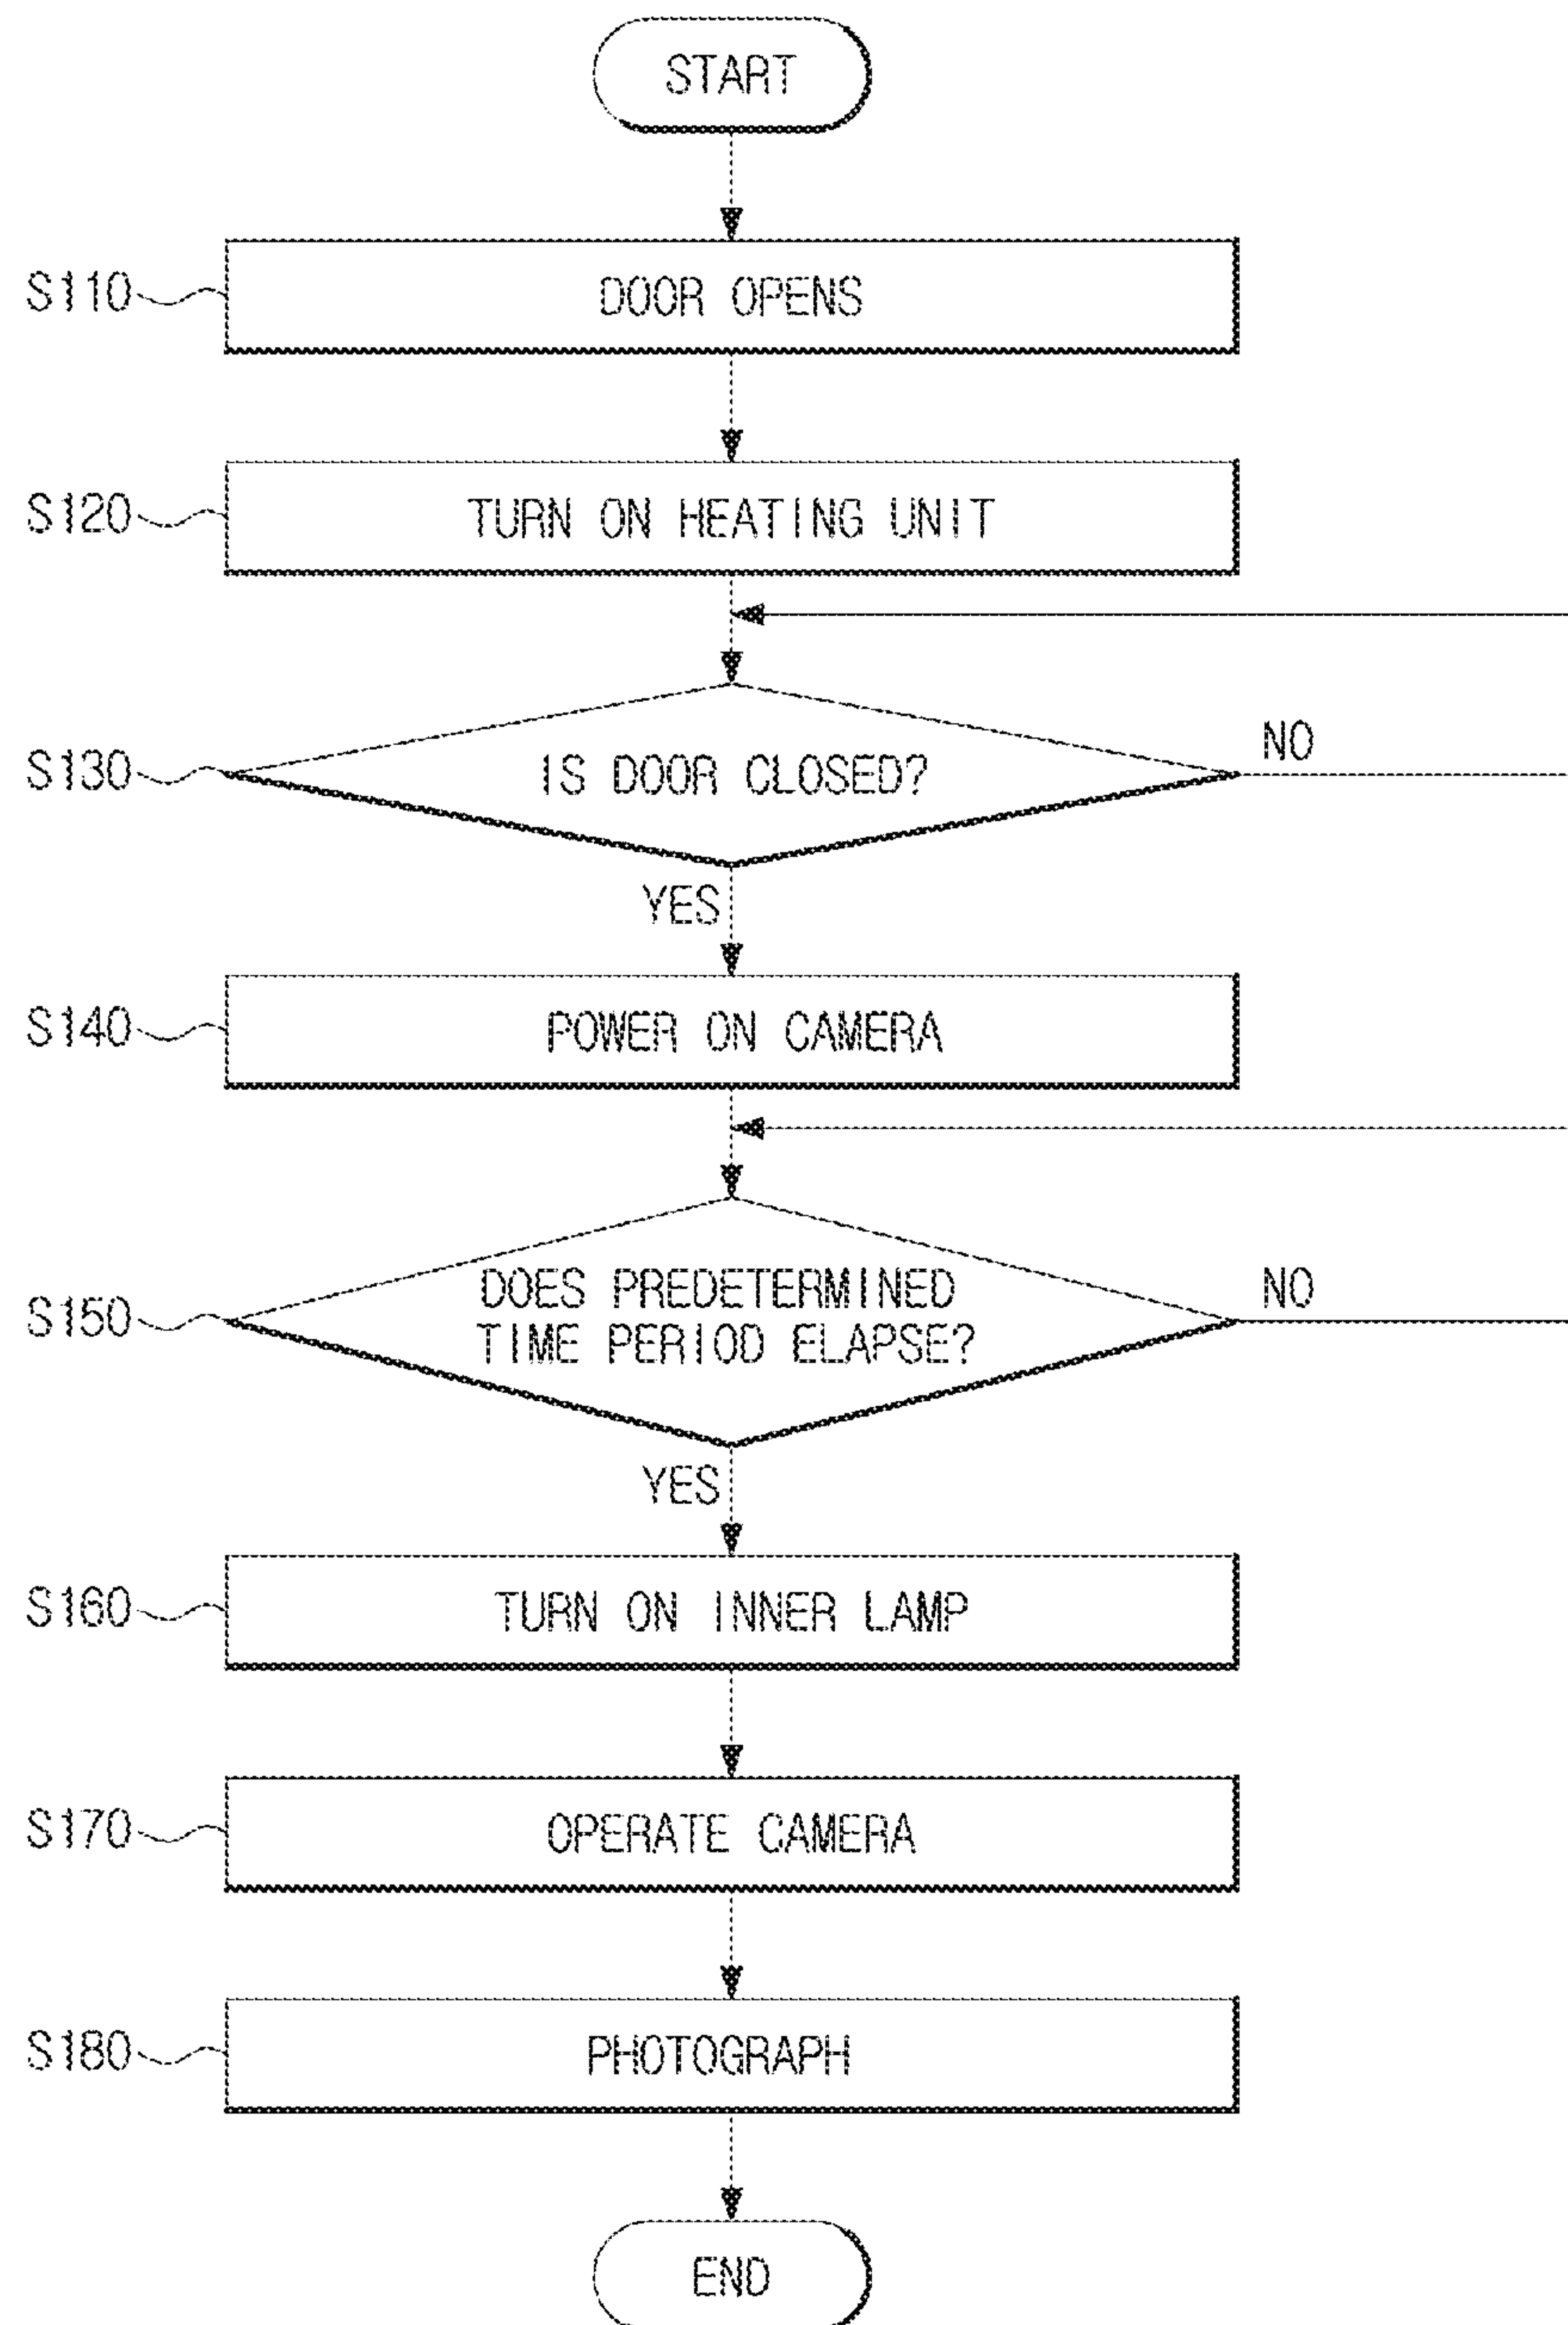 START
S110
DOOR OPENS
S120
TURN ON HEATING UNIT
S130
IS DOOR CLOSED?
NO
YES
S140
POWER ON CAMERA
S150
DOES PREDETERMINED
TIME PERIOD ELAPSE?
NO
YES
S160
TURN ON INNER LAMP
S170
OPERATE CAMERA
S180
PHOTOGRAPH
END